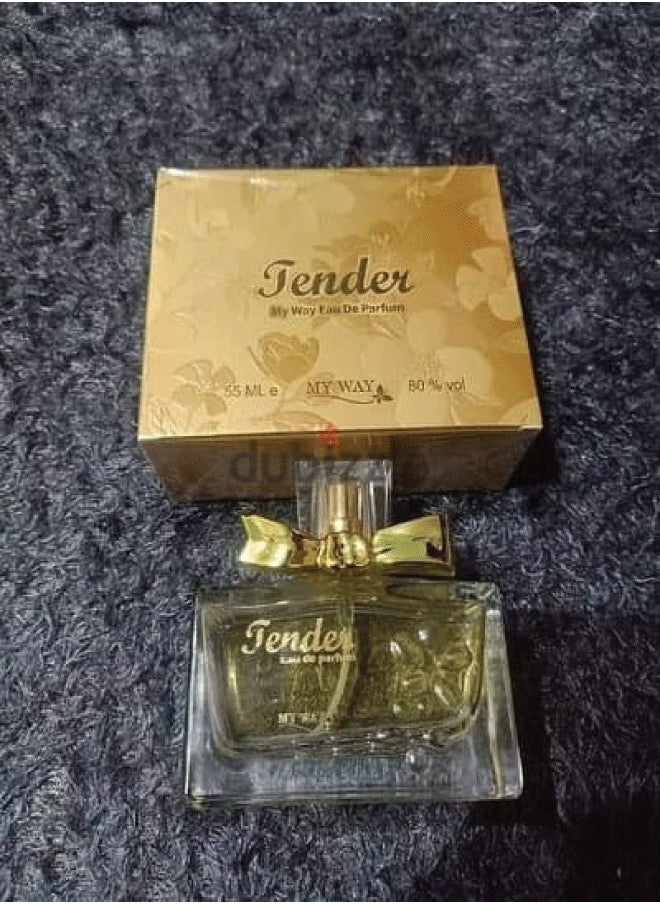 Tender
My Way Eau De Parfum
55 ML e MY WAY 80 % vol
Tender
Eau de parfum